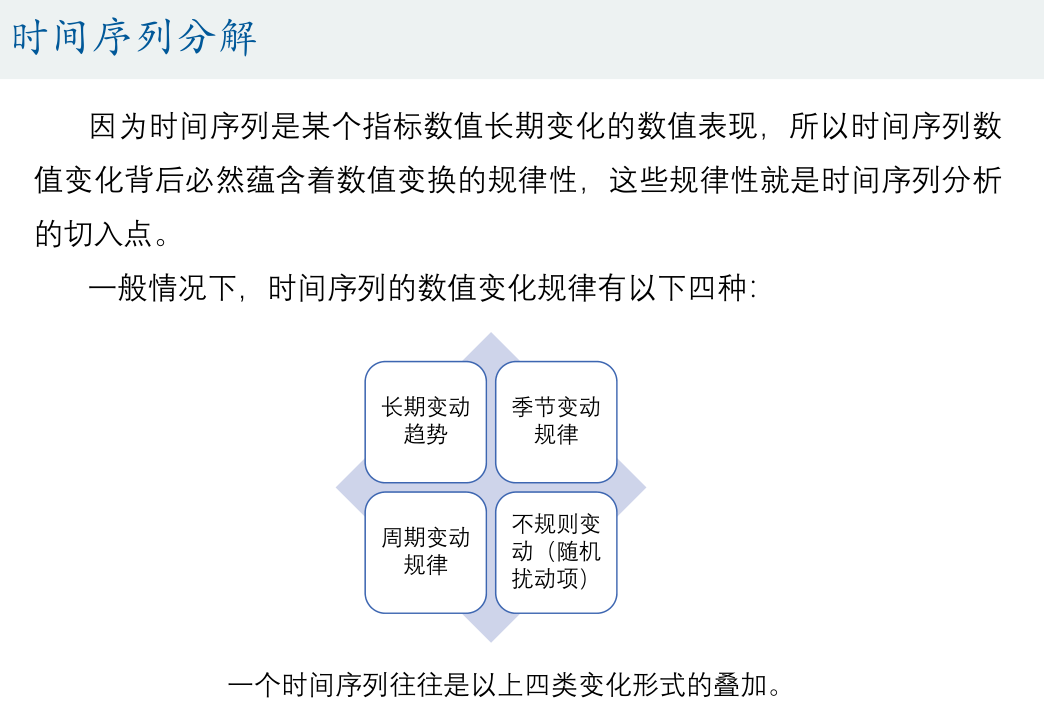 时间序列分解
因为时间序列是某个指标数值长期变化的数值表现，所以时间序列数
值变化背后必然蕴含着数值变换的规律性，这些规律性就是时间序列分析
的切入点。
一般情况下，时间序列的数值变化规律有以下四种：
长期变动
趋势
季节变动
规律
周期变动
规律
不规则变
动（随机
扰动项）
一个时间序列往往是以上四类变化形式的叠加。